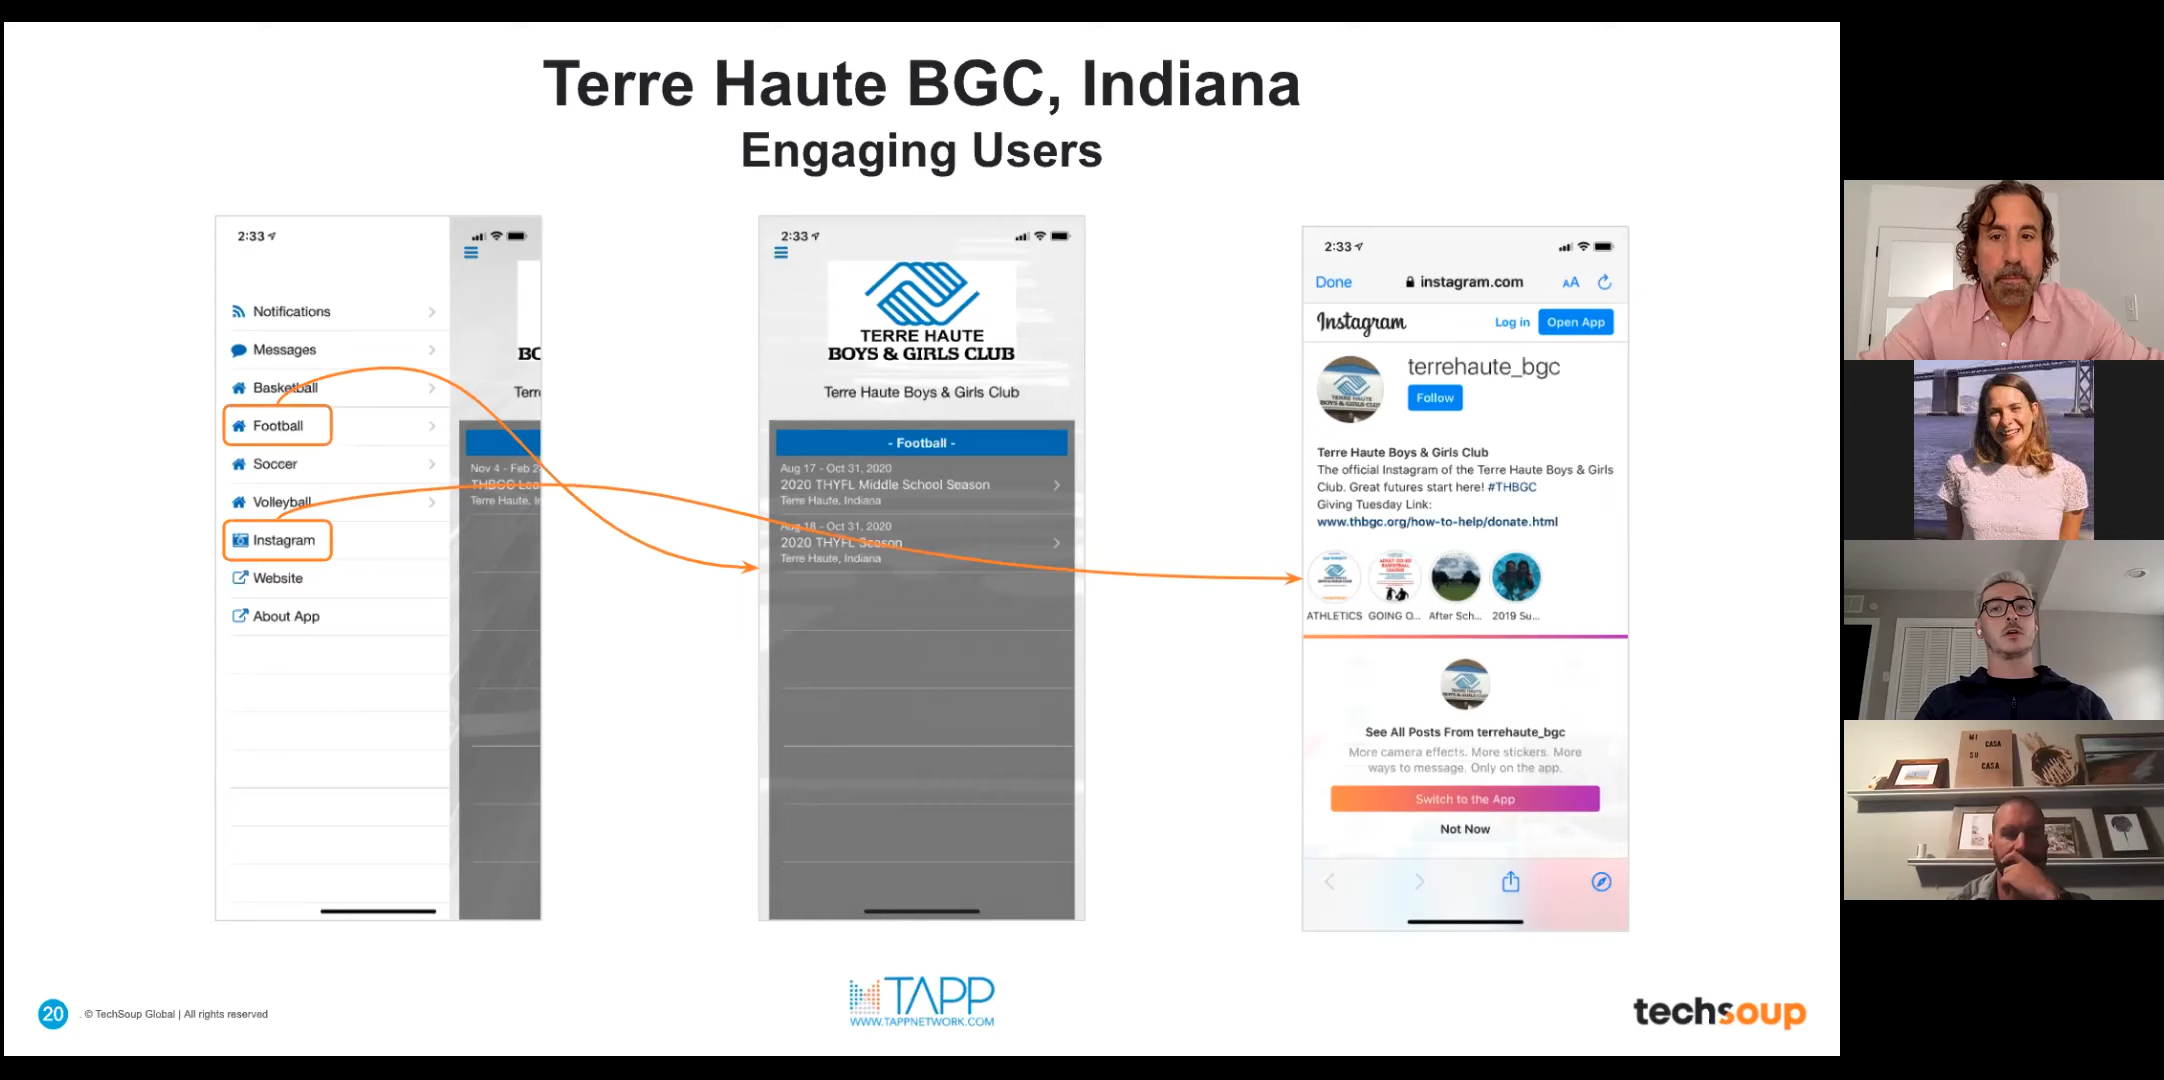 Terre Haute BGC, Indiana
Engaging Users
2:33
Notifications
Messages
Basketball
Football
Soccer
Volleyball
Instagram
Website
About App
BC
Terr
Nov 4 - Feb 2
THBGC Lea
Terre Haute, I
2:33
TERRE HAUTE
BOYS & GIRLS CLUB
Terre Haute Boys & Girls Club
- Football -
Aug 17 - Oct 31, 2020
2020 THYFL Middle School Season
Terre Haute, Indiana
Aug 18 - Oct 31, 2020
2020 THYFL Season
Terre Haute, Indiana
2:33
Done instagram.com AA
Instagram Log in Open App
terrehaute_bgc
Follow
Terre Haute Boys & Girls Club
The official Instagram of the Terre Haute Boys & Girls
Club. Great futures start here! #THBGC
Giving Tuesday Link:
www.thbgc.org/how-to-help/donate.html
ATHLETICS GOING O... After Sch... 2019 Su...
See All Posts From terrehaute_bgc
More camera effects. More stickers. More
ways to message. Only on the app.
Switch to the App
Not Now
20 . © TechSoup Global | All rights reserved
TAPP
WWW.TAPPNETWORK.COM
techsoup
MI
CASA
SU
CASA